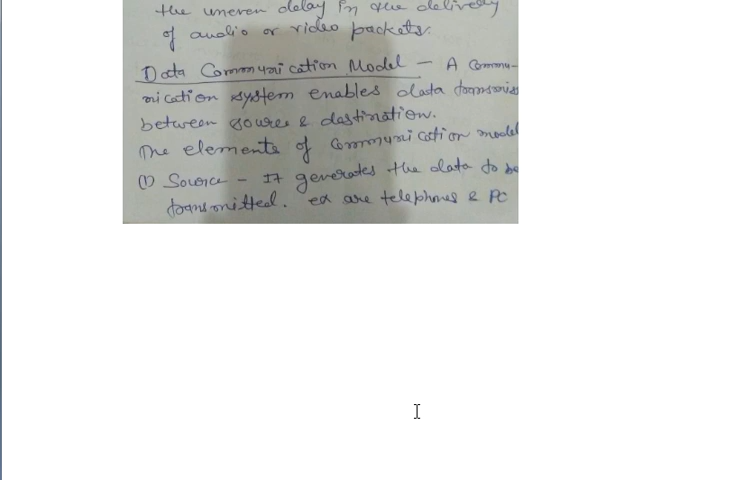 the uneven delay in the delivery
of audio or video packets.
Data Communication Model - A Commu-
nication system enables data transmis
between source & destination.
The elements of Communication model
(1) Source - It generates the data to be
transmitted. ex are telephones & PC